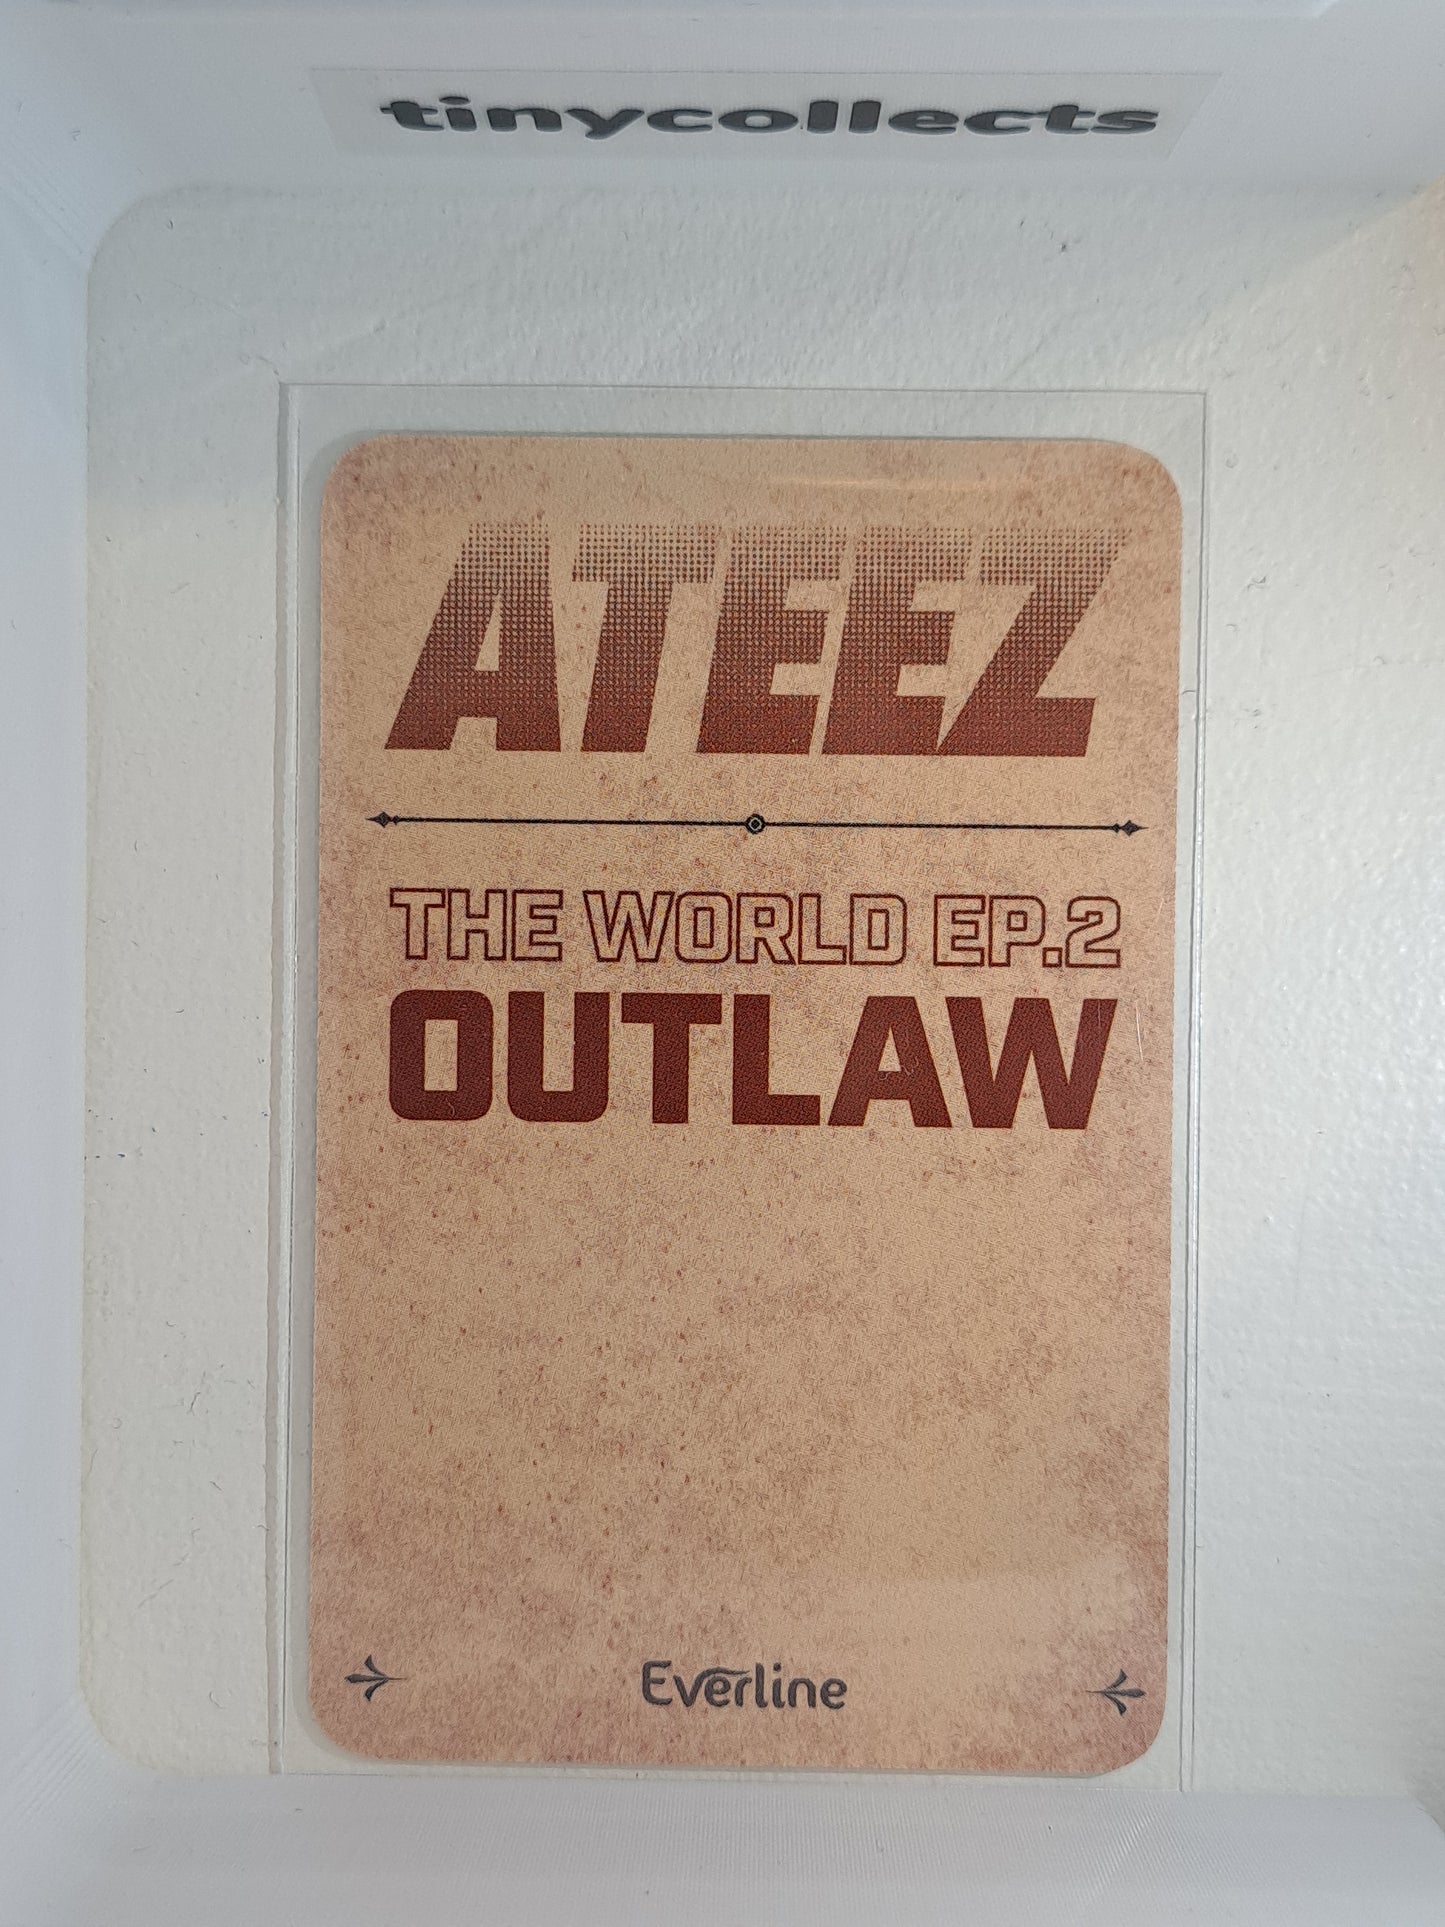 tinycollects
ATEEZ
THE WORLD EP.2
OUTLAW
Everline